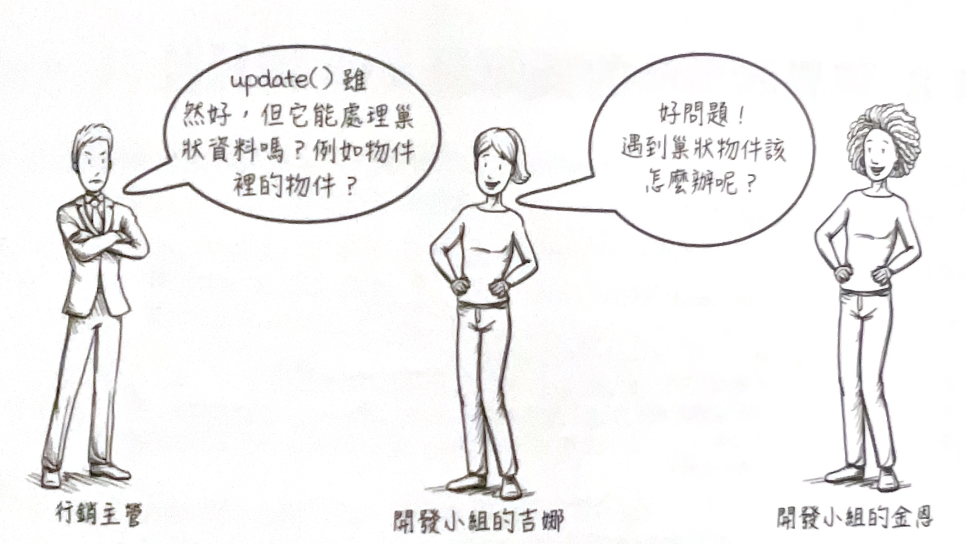 update() 雖
然好，但它能處理巢
狀資料嗎？例如物件
裡的物件？
好問題！
遇到巢狀物件該
怎麼辦呢？
行銷主管
開發小組的吉娜
開發小組的金恩